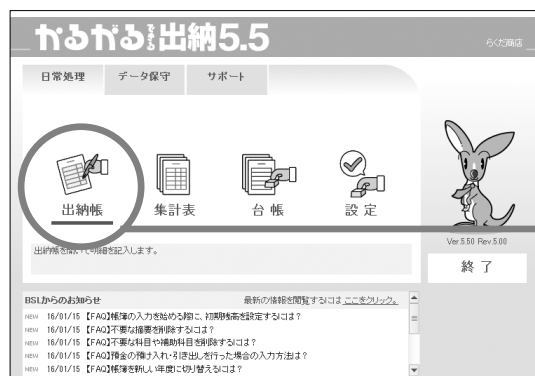 かるがるできる出納5.5
らくだ商店
日常処理 データ保守 サポート
出納帳 集計表 台帳 設定
出納帳を開いて明細を記入します。
Ver.5.50 Rev.5.00
終了
BSLからのお知らせ 最新の情報を閲覧するには ここをクリック。
NEW 16/01/15 【FAQ】帳簿の入力を始める際に、初期残高を設定するには？
NEW 16/01/15 【FAQ】不要な摘要を削除するには？
NEW 16/01/15 【FAQ】不要な科目や補助科目を削除するには？
NEW 16/01/15 【FAQ】預金の預け入れ・引き出しを行った場合の入力方法は？
NEW 16/01/15 【FAQ】帳簿を新しい年度に切り替えるには？